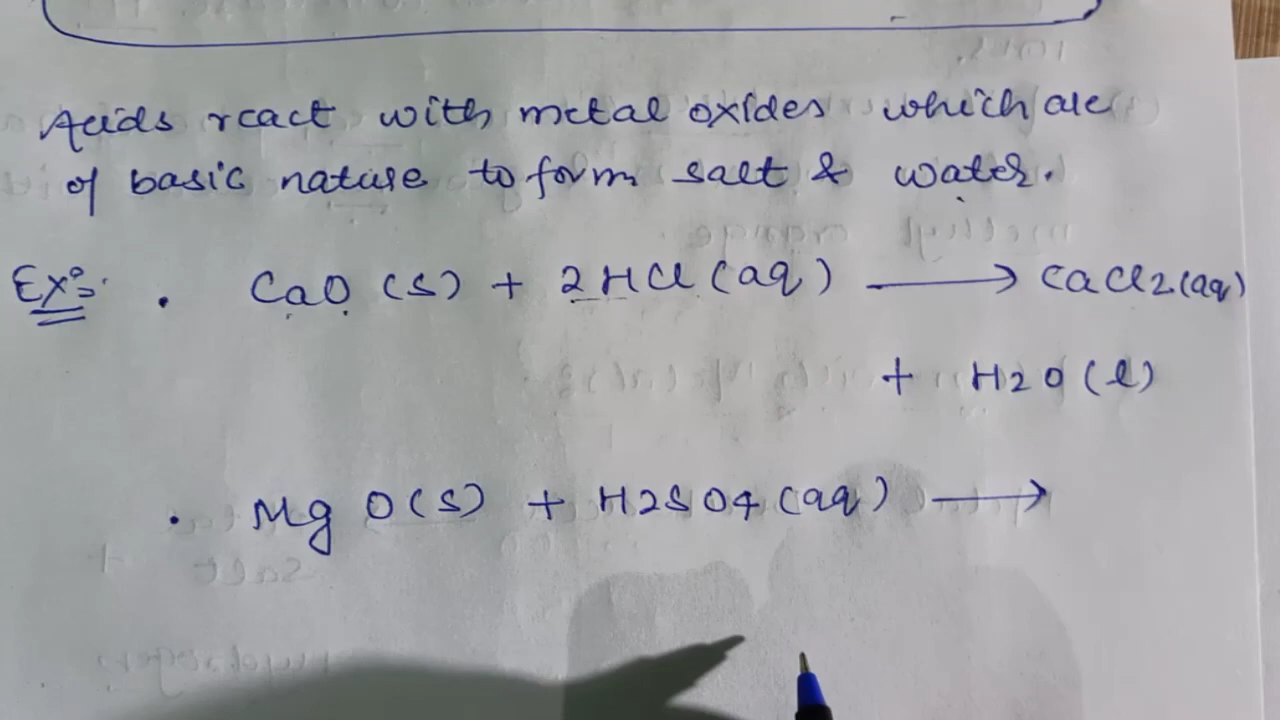 Acids react with metal oxides which are
of basic nature to form salt & water.
Ex:- . CaO (s) + 2HCl (aq) ⟶ CaCl2 (aq)
+ H2O (l)
. MgO (s) + H2SO4 (aq) ⟶